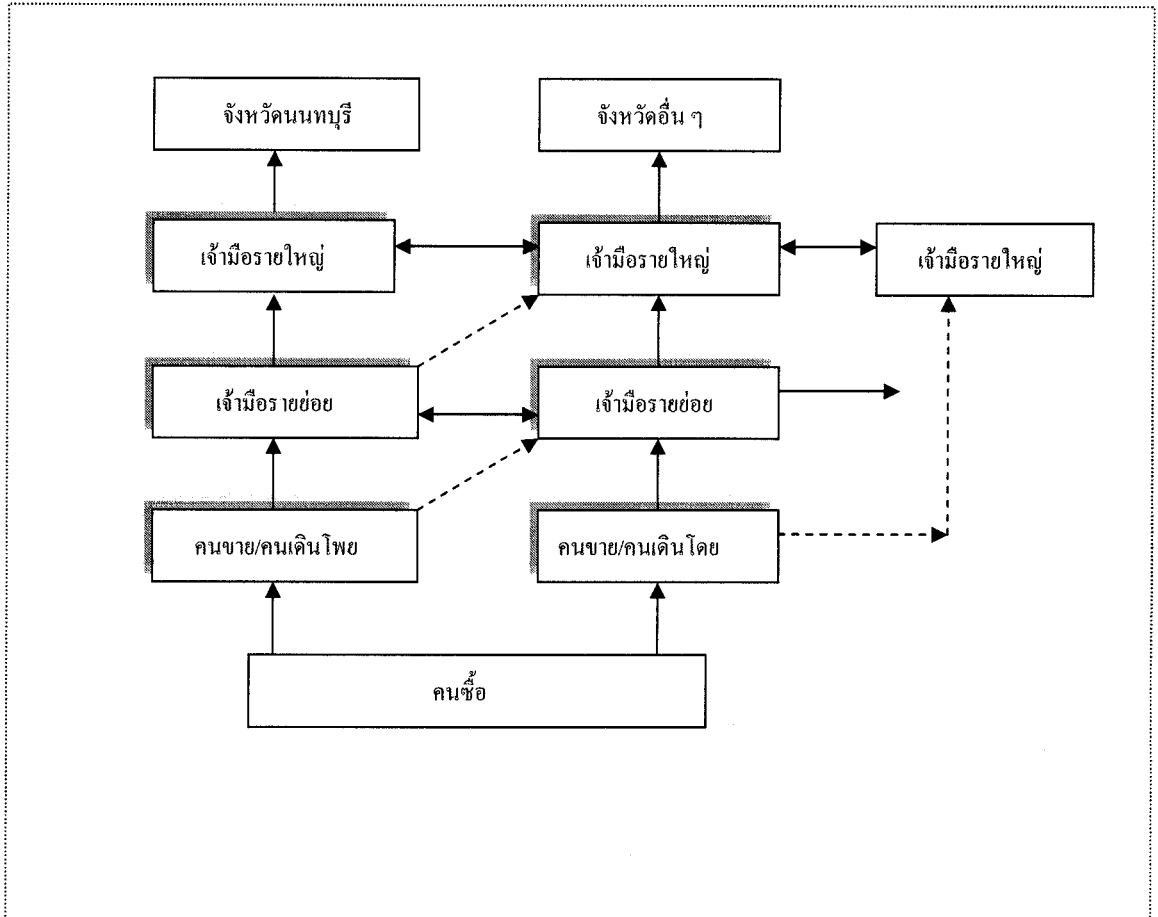 จังหวัดนนทบุรี
จังหวัดอื่น ๆ
เจ้ามือรายใหญ่
เจ้ามือรายใหญ่
เจ้ามือรายใหญ่
เจ้ามือรายย่อย
เจ้ามือรายย่อย
คนขาย/คนเดินโพย
คนขาย/คนเดินโดย
คนซื้อ